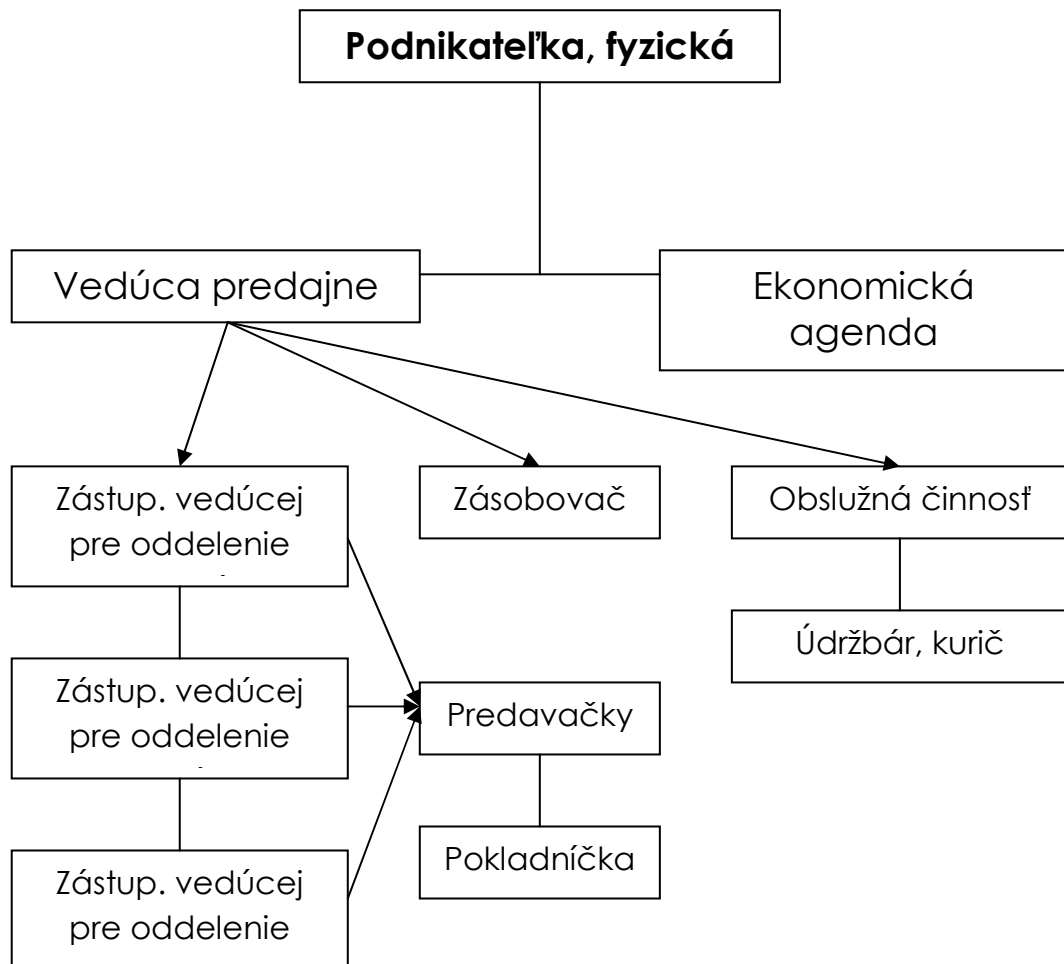 Podnikateľka, fyzická
Vedúca predajne
Ekonomická
agenda
Zástup. vedúcej
pre oddelenie
Zásobovač
Obslužná činnosť
Údržbár, kurič
Zástup. vedúcej
pre oddelenie
Predavačky
Pokladníčka
Zástup. vedúcej
pre oddelenie